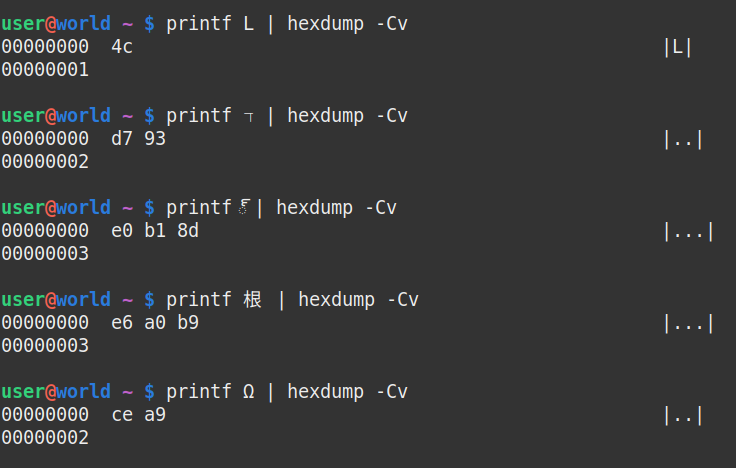 user@world ~ $ printf L | hexdump -Cv
00000000  4c                                                |L|
00000001
user@world ~ $ printf ד | hexdump -Cv
00000000  d7 93                                             |..|
00000002
user@world ~ $ printf ్ | hexdump -Cv
00000000  e0 b1 8d                                          |...|
00000003
user@world ~ $ printf 根 | hexdump -Cv
00000000  e6 a0 b9                                          |...|
00000003
user@world ~ $ printf Ω | hexdump -Cv
00000000  ce a9                                             |..|
00000002